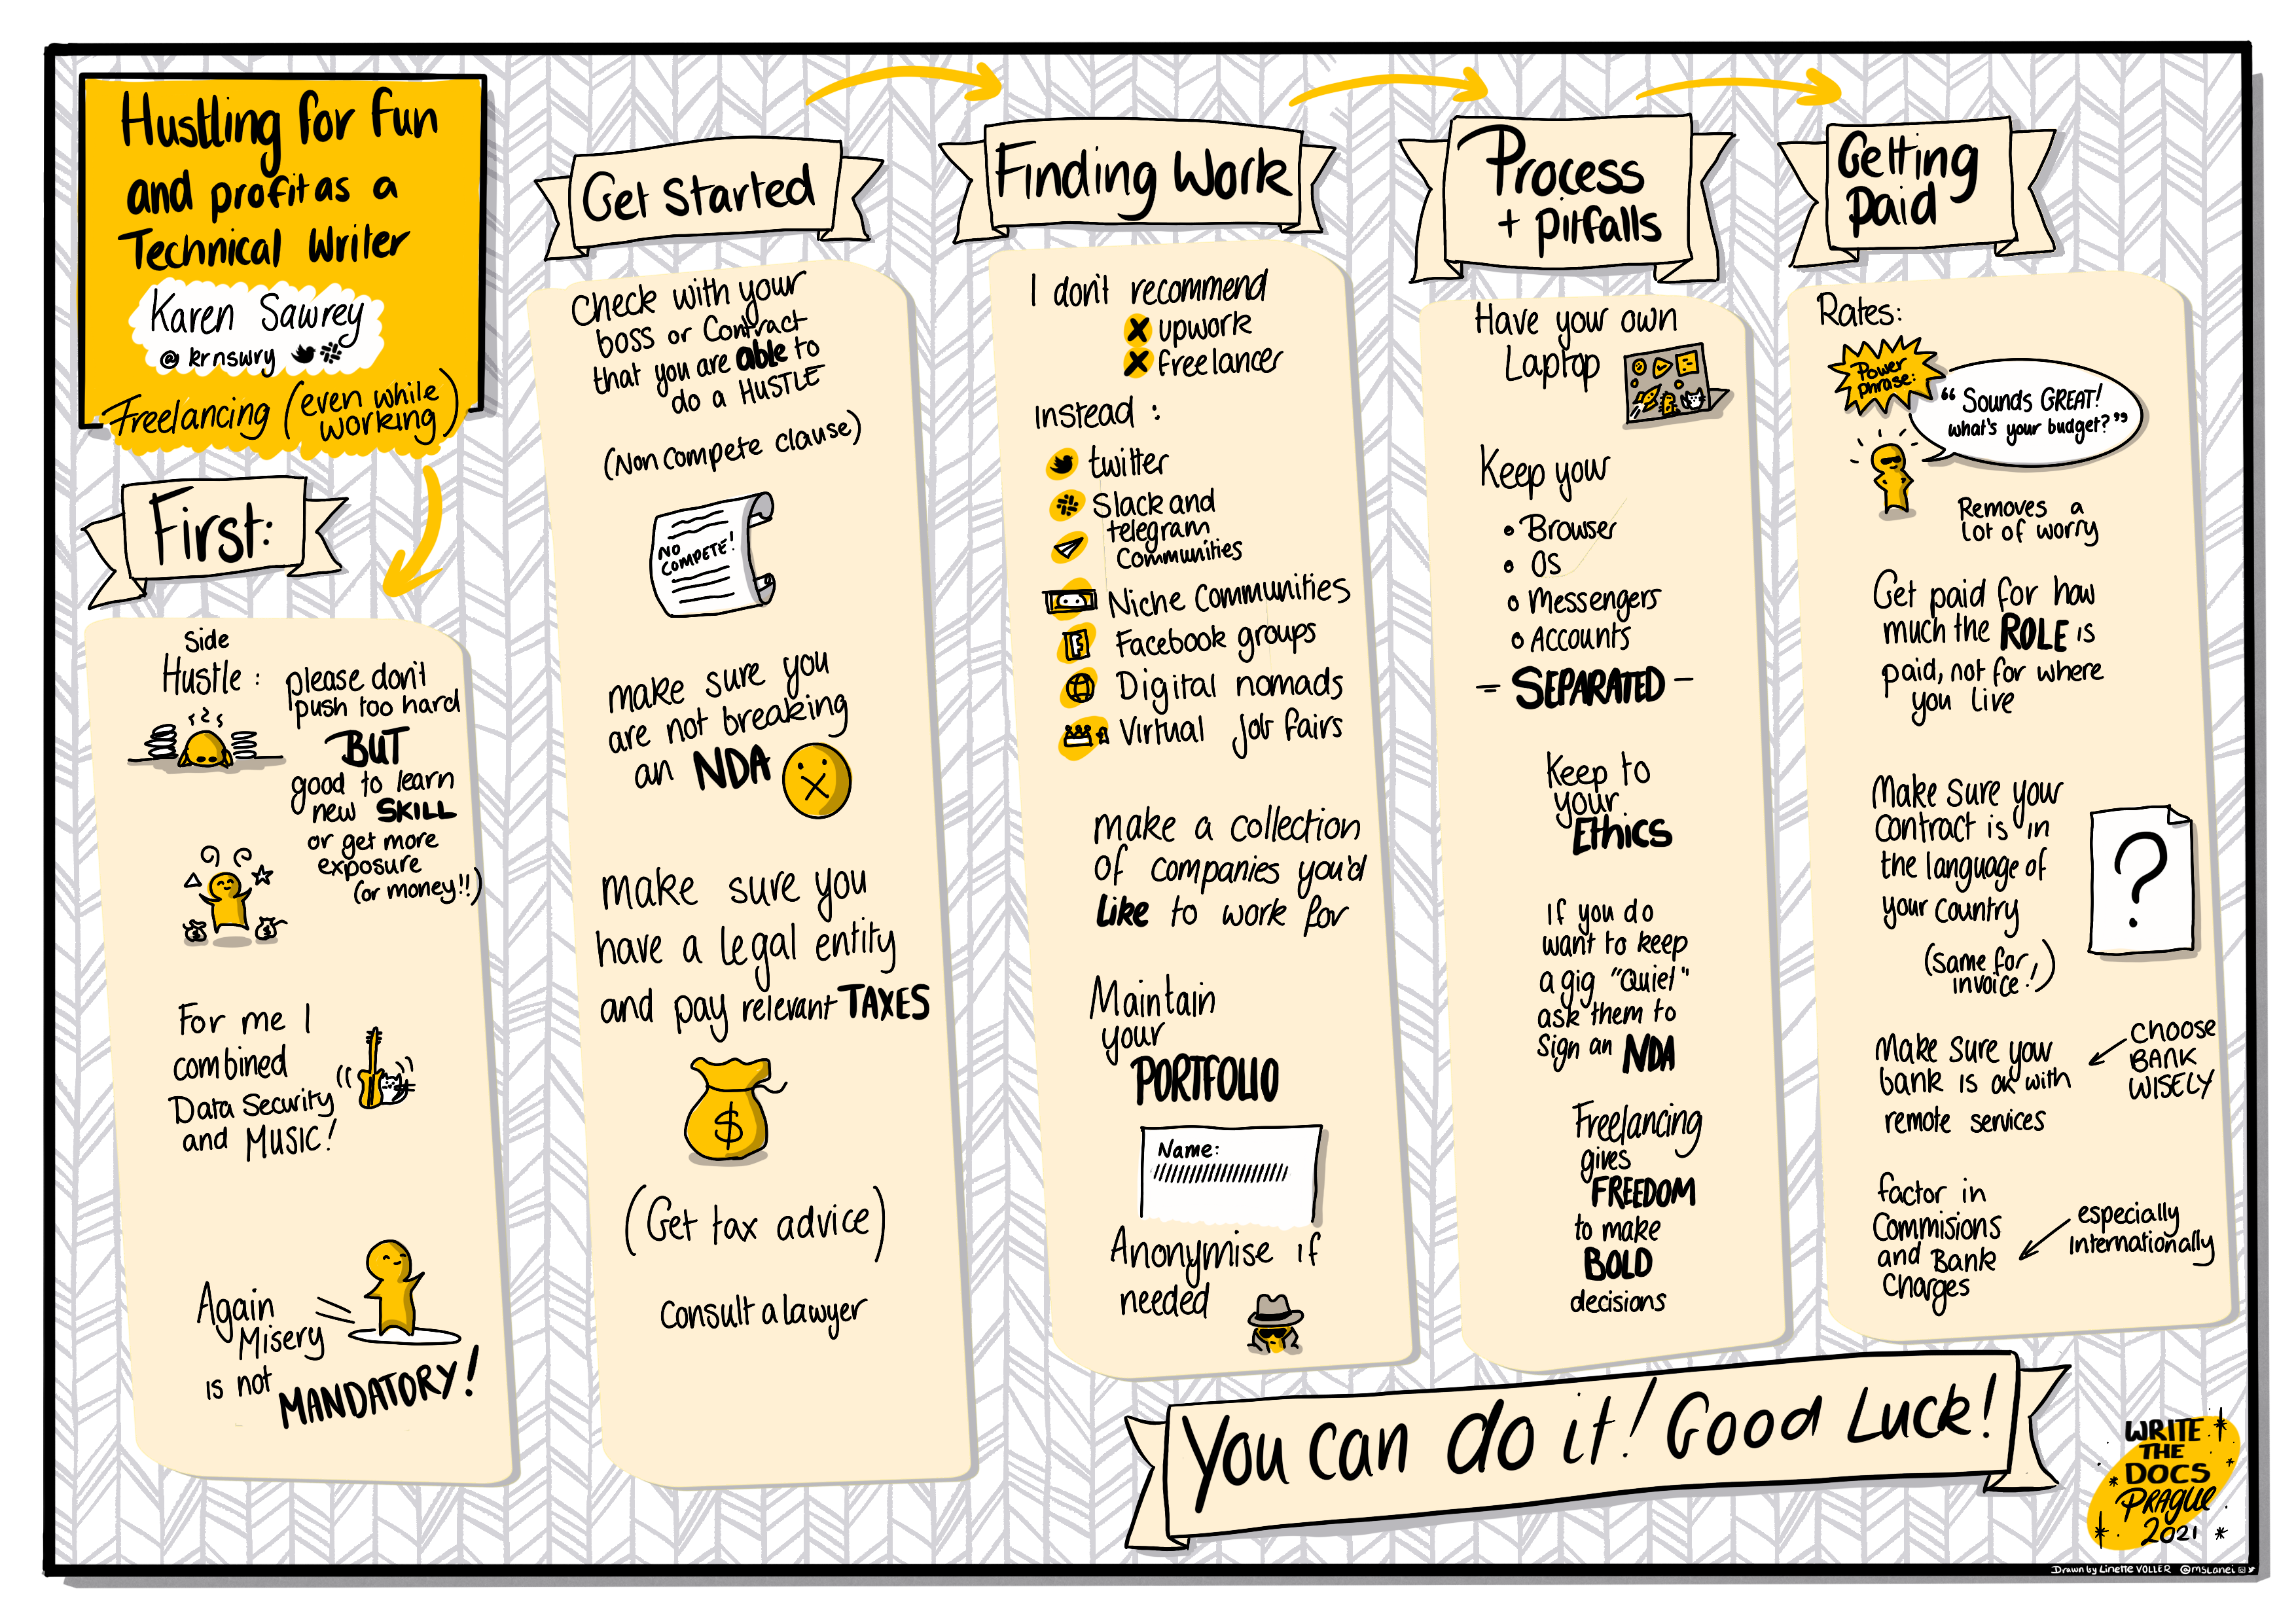 Hustling for fun
and profit as a
Technical Writer
Karen Sawrey
@ krnswry
Freelancing (even while
working)
First:
Side
Hustle :
please don't
push too hard
BUT
good to learn
new SKILL
or get more
exposure
(or money!!)
For me I
combined
Data Security
and MUSIC!
Again
Misery
is not
MANDATORY!
Get Started
Check with your
boss or Contract
that you are able to
do a HUSTLE
(Non compete clause)
NO
COMPETE!
make sure you
are not breaking
an NDA
make sure you
have a legal entity
and pay relevant TAXES
$
(Get tax advice)
Consult a lawyer
Finding Work
I don't recommend
X upwork
X freelancer
instead :
twitter
Slack and
telegram
Communities
Niche Communities
Facebook groups
Digital nomads
Virtual job fairs
make a collection
of companies you'd
Like to work for
Maintain
your
PORTFOLIO
Name:
Anonymise if
needed
Process
+ Pitfalls
Have your own
Laptop
Keep your
• Browser
• OS
• Messengers
• Accounts
- SEPARATED -
Keep to
your
Ethics
If you do
want to keep
a gig "Quiet"
ask them to
Sign an NDA
Freelancing
gives
FREEDOM
to make
BOLD
decisions
Getting
Paid
Rates:
Power
phrase:
"Sounds GREAT!
what's your budget?"
Removes a
lot of worry
Get paid for how
much the ROLE is
paid, not for where
you live
Make sure your
contract is in
the language of
your country
(same for
invoice!)
?
Make sure your
bank is ok with
remote services
CHOOSE
BANK
WISELY
factor in
Commisions
and Bank
Charges
especially
Internationally
You can do it! Good Luck!
WRITE
THE
DOCS
PRAGUE
2021
Drawn by Linette VOLLER @mslanei